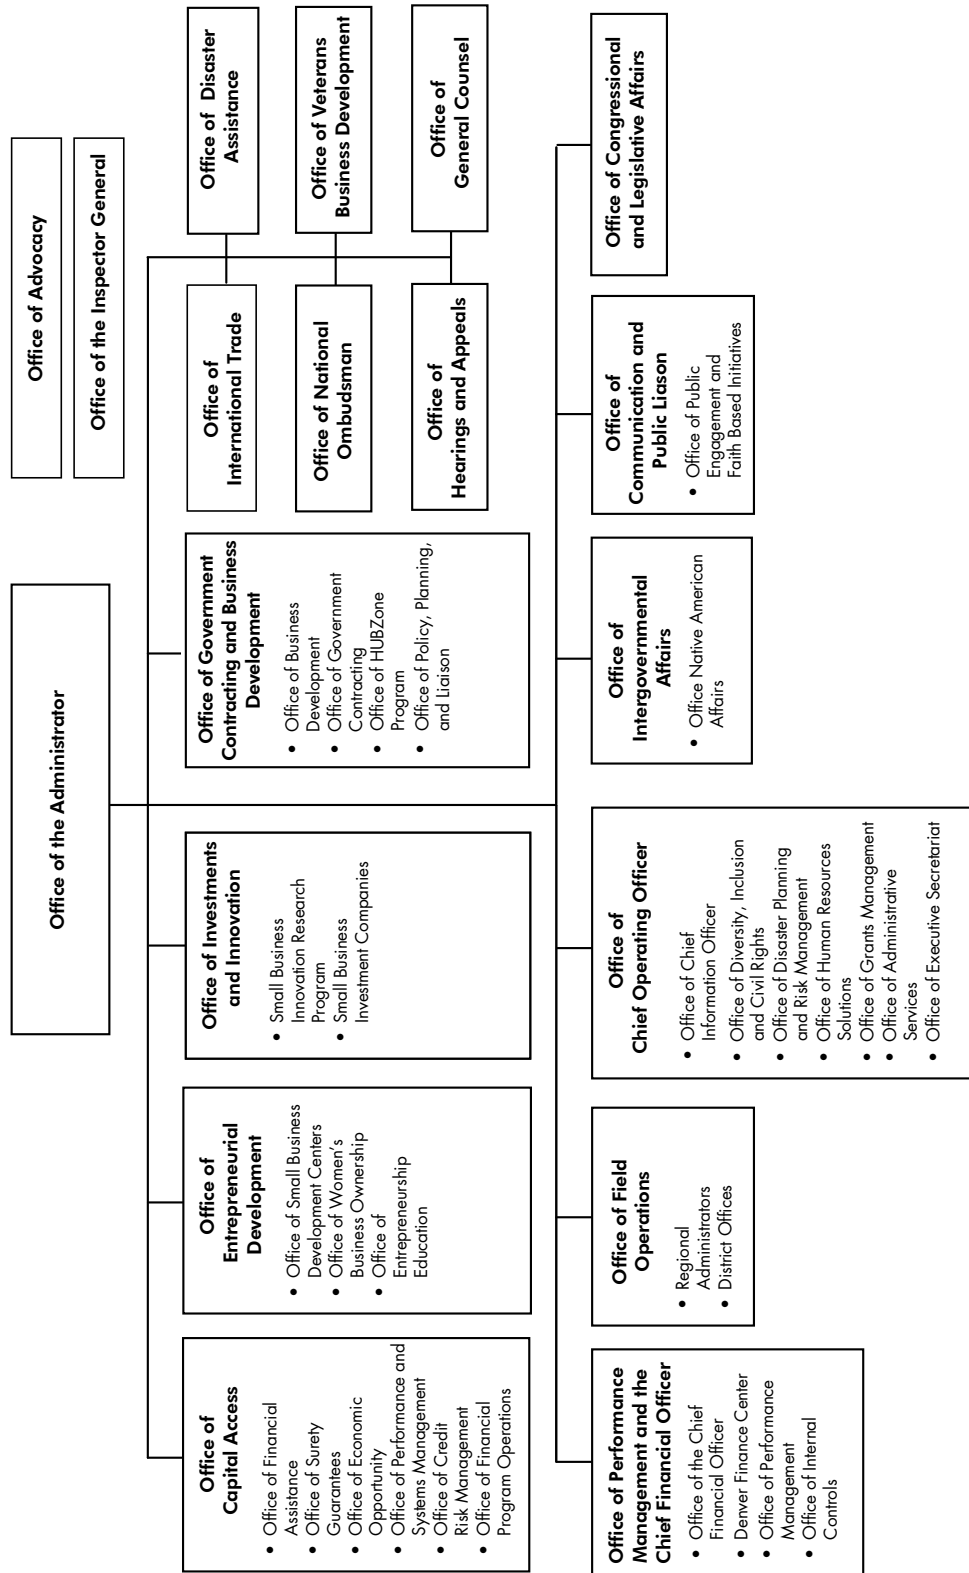 Office of the Administrator
Office of Advocacy
Office of the Inspector General
Office of
Capital Access
• Office of Financial
Assistance
• Office of Surety
Guarantees
• Office of Economic
Opportunity
• Office of Performance and
Systems Management
• Office of Credit
Risk Management
• Office of Financial
Program Operations
Office of
Entrepreneurial
Development
• Office of Small Business
Development Centers
• Office of Women's
Business Ownership
• Office of
Entrepreneurship
Education
Office of Investments
and Innovation
• Small Business
Innovation Research
Program
• Small Business
Investment Companies
Office of Government
Contracting and Business
Development
• Office of Business
Development
• Office of Government
Contracting
• Office of HUBZone
Program
• Office of Policy, Planning,
and Liaison
Office of
International Trade
Office of Disaster
Assistance
Office of National
Ombudsman
Office of Veterans
Business Development
Office of
Hearings and Appeals
Office of
General Counsel
Office of Performance
Management and the
Chief Financial Officer
• Office of the Chief
Financial Officer
• Denver Finance Center
• Office of Performance
Management
• Office of Internal
Controls
Office of Field
Operations
• Regional
Administrators
• District Offices
Office of
Chief Operating Officer
• Office of Chief
Information Officer
• Office of Diversity, Inclusion
and Civil Rights
• Office of Disaster Planning
and Risk Management
• Office of Human Resources
Solutions
• Office of Grants Management
• Office of Administrative
Services
• Office of Executive Secretariat
Office of
Intergovernmental
Affairs
• Office Native American
Affairs
Office of
Communication and
Public Liason
• Office of Public
Engagement and
Faith Based Initiatives
Office of Congressional
and Legislative Affairs